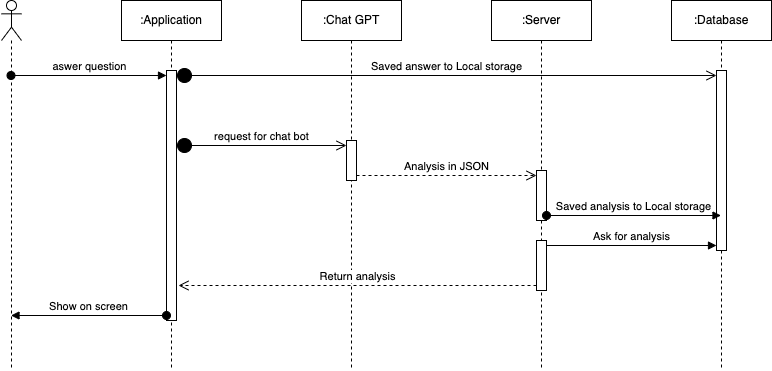 :Application
:Chat GPT
:Server
:Database
aswer question
Saved answer to Local storage
request for chat bot
Analysis in JSON
Saved analysis to Local storage
Ask for analysis
Return analysis
Show on screen